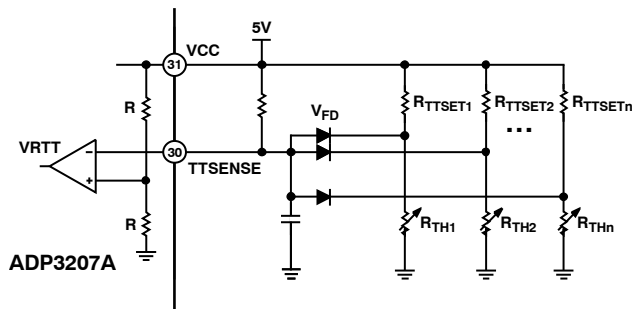 5V
VCC
31
R
V_FD
R_TTSET1
R_TTSET2
R_TTSETn
...
VRTT
–
+
30
TTSENSE
R
R_TH1
R_TH2
R_THn
ADP3207A